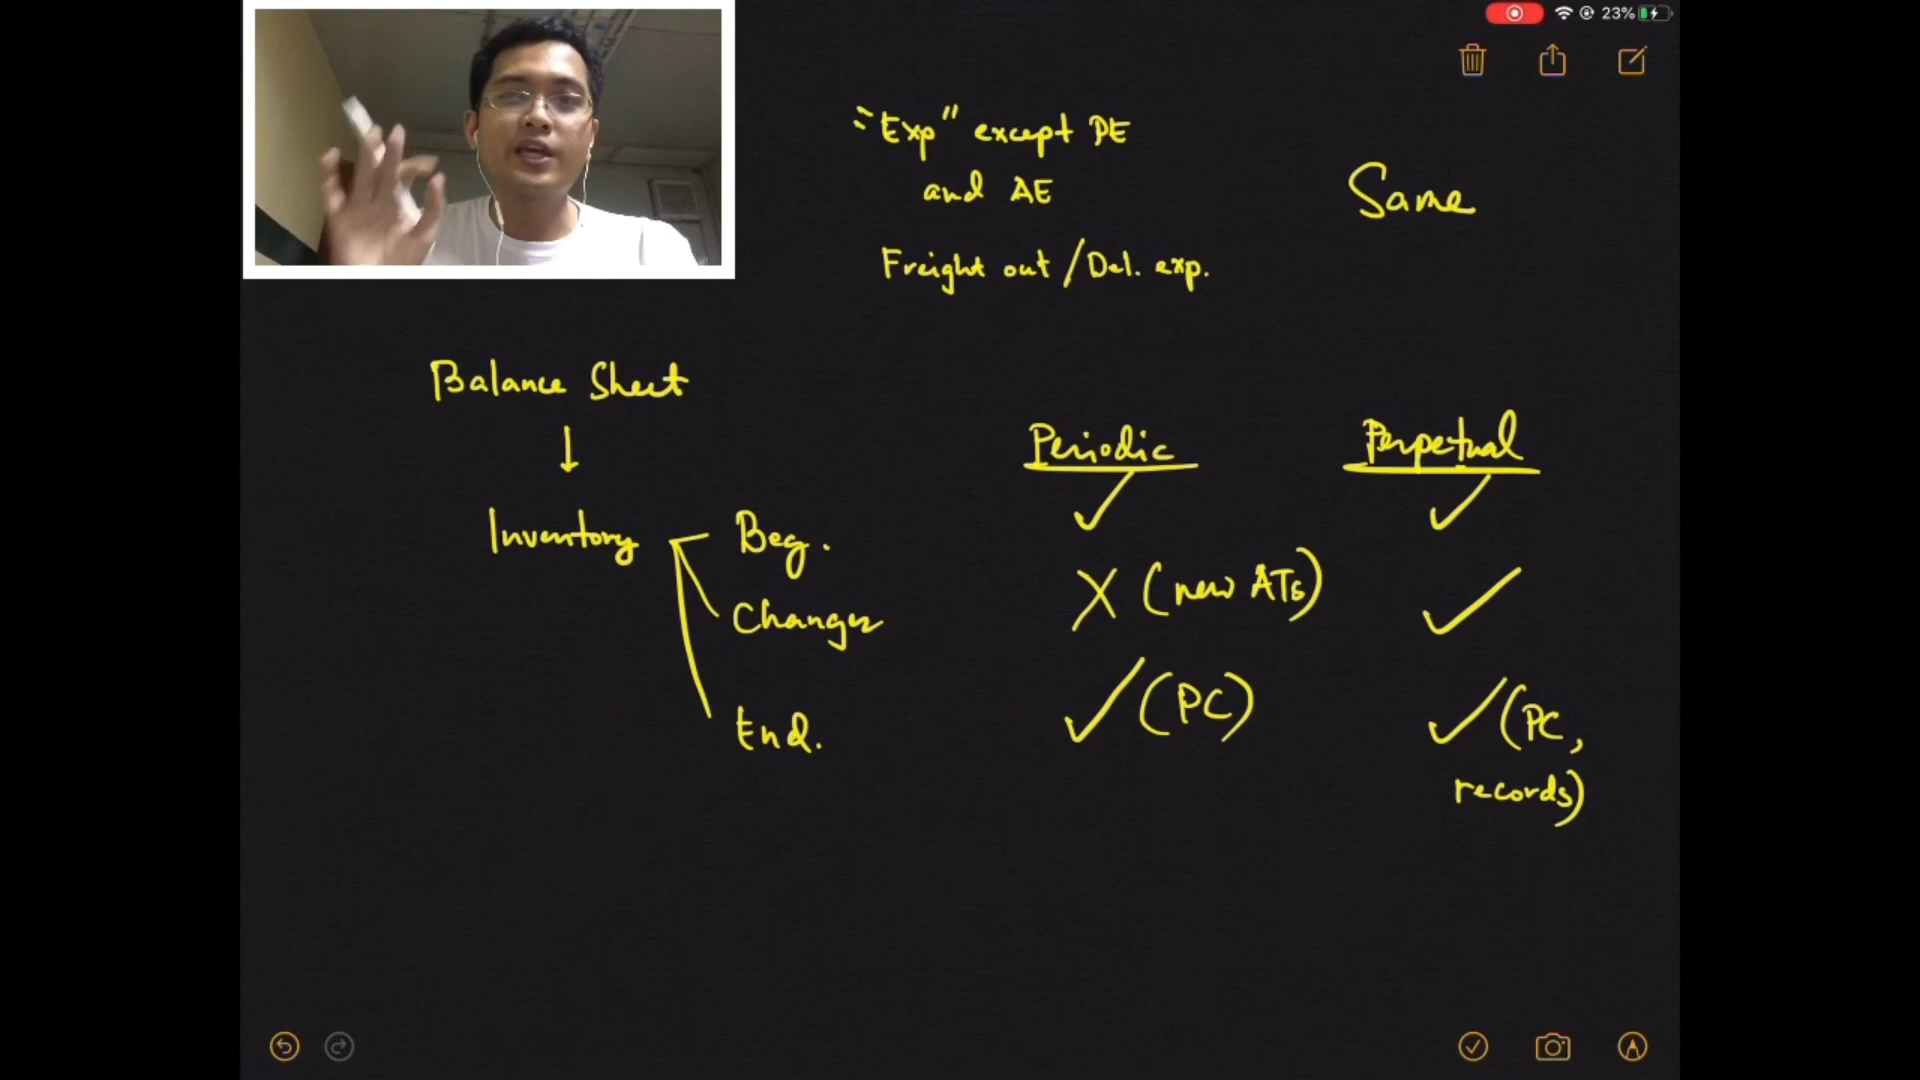 23%
"Exp" except PE
and AE
Same
Freight out / Del. exp.
Balance Sheet
Periodic
Perpetual
Inventory
Beg.
Changes
X (new ATs)
End.
(PC)
(PC,
records)